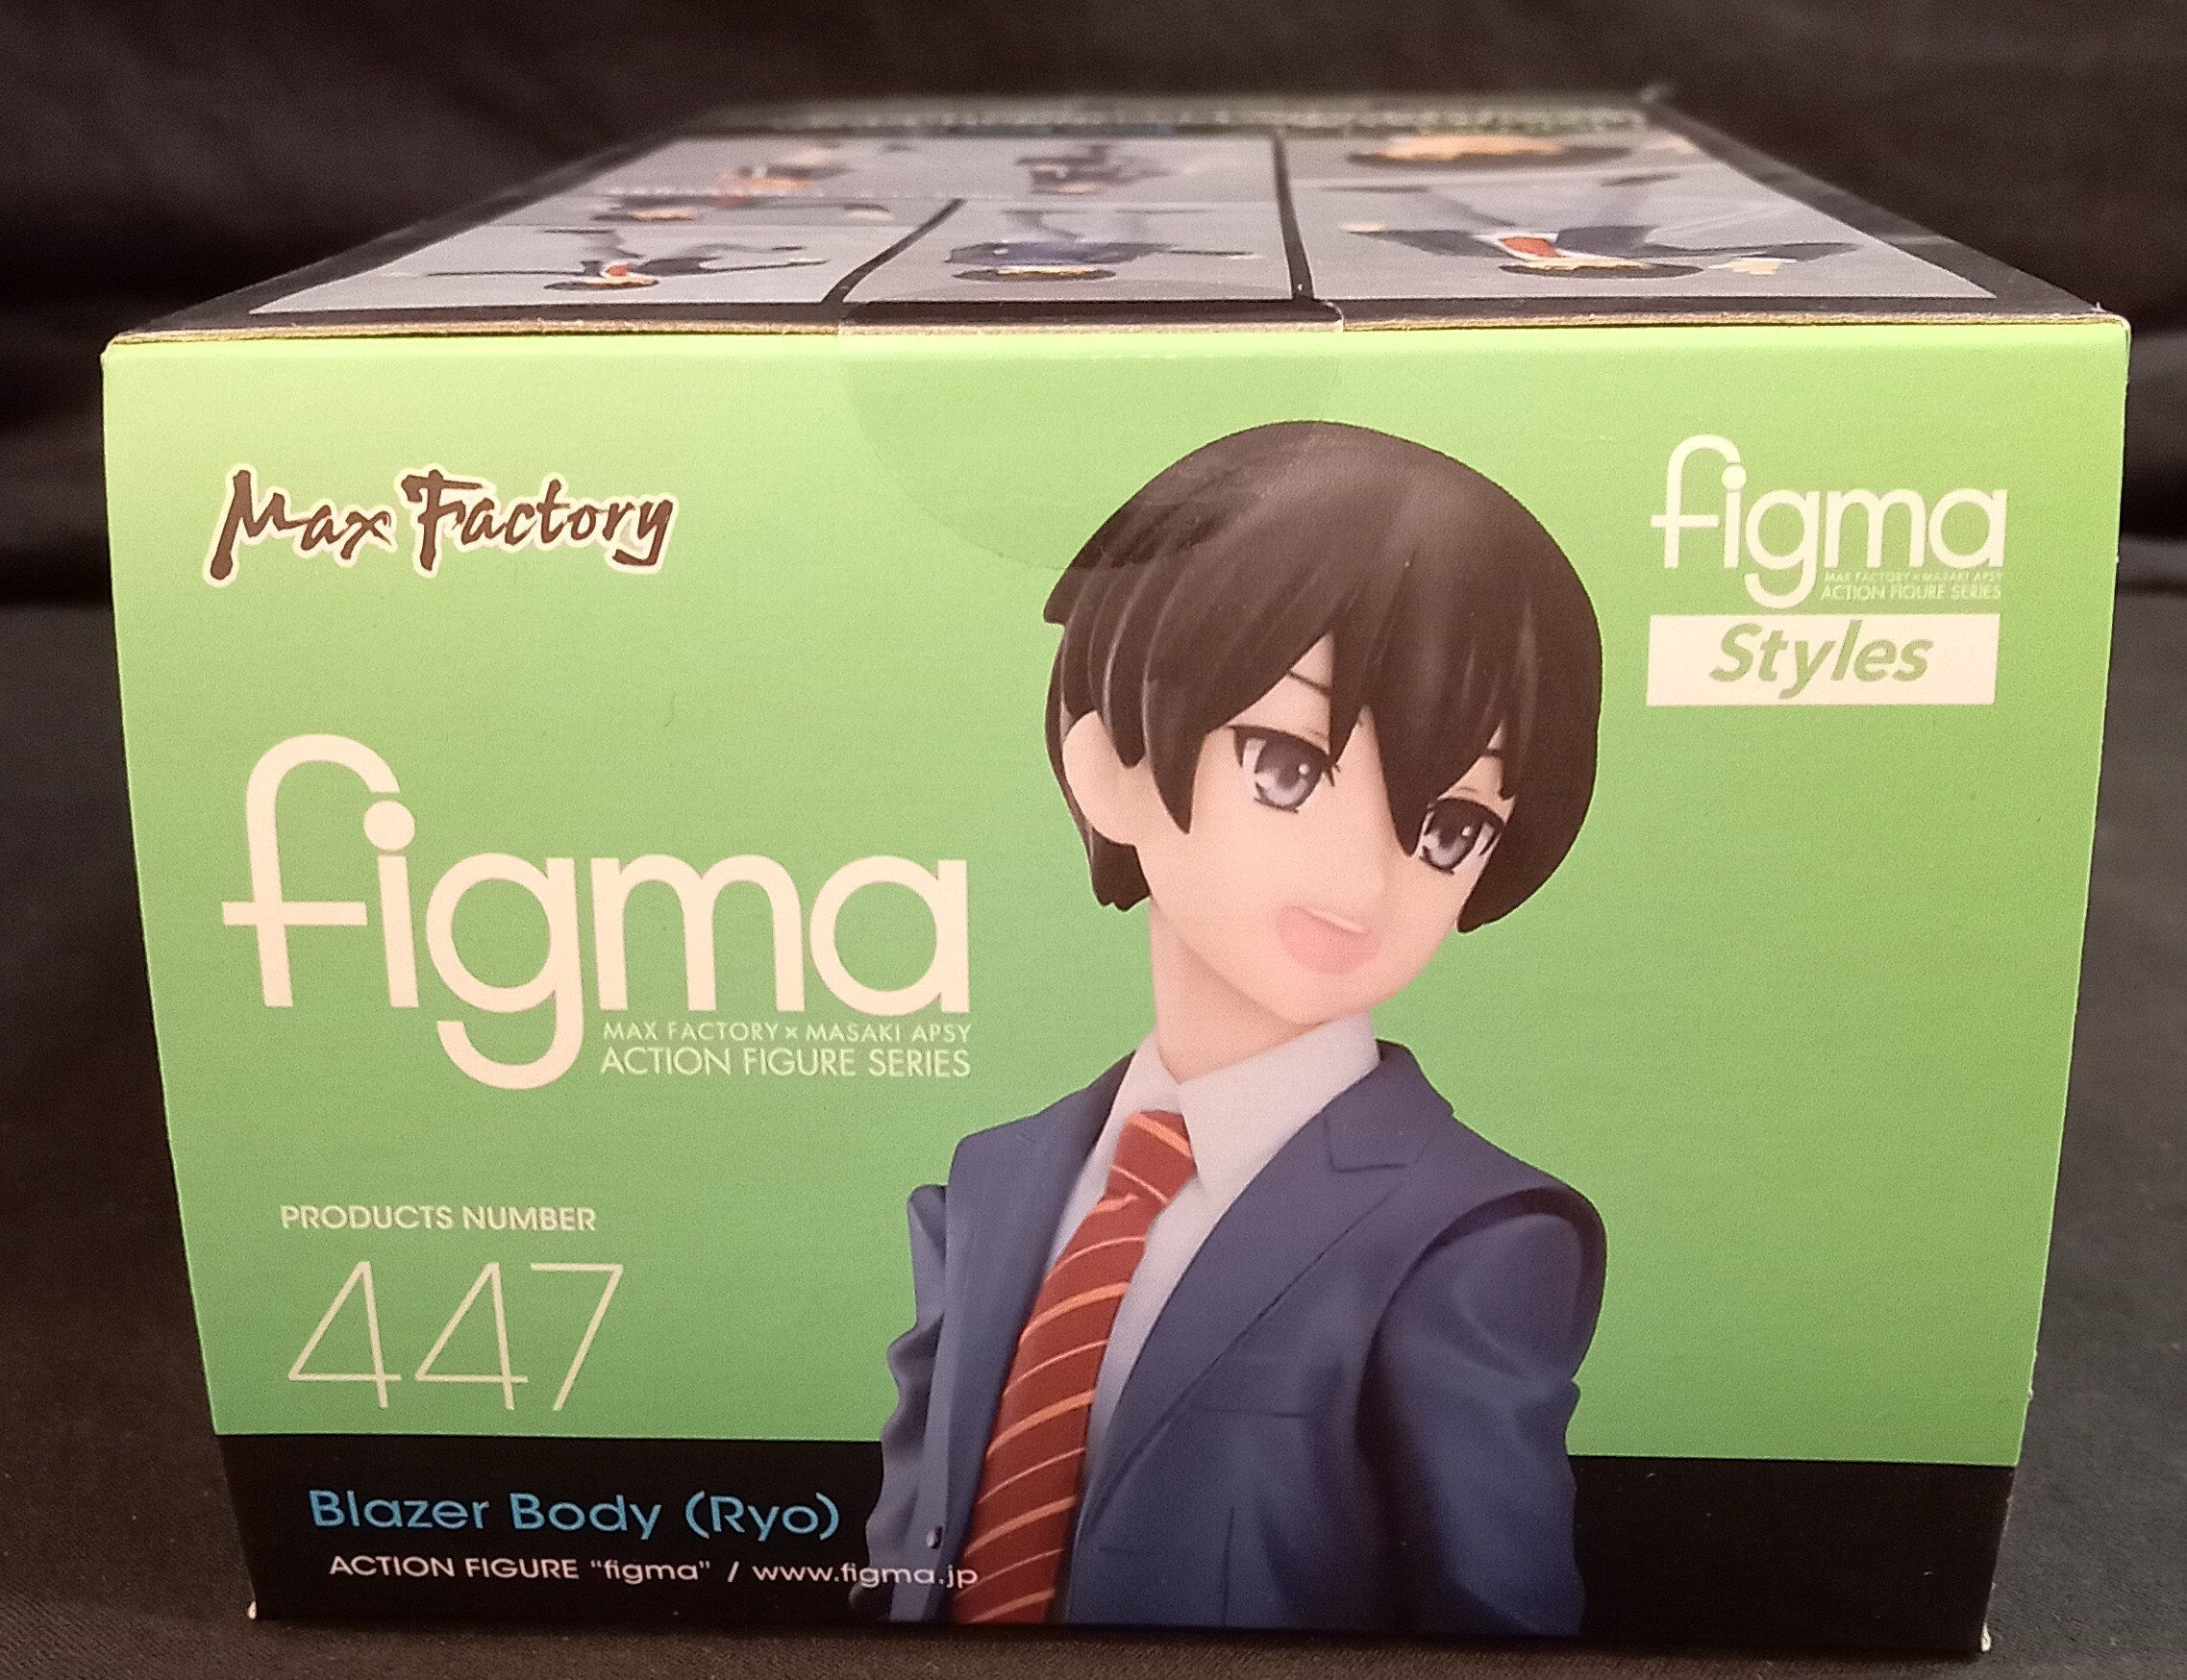 Max Factory
figma
MAX FACTORY × MASAKI APSY
ACTION FIGURE SERIES
Styles
figma
MAX FACTORY × MASAKI APSY
ACTION FIGURE SERIES
PRODUCTS NUMBER
447
Blazer Body (Ryo)
ACTION FIGURE “figma” / www.figma.jp